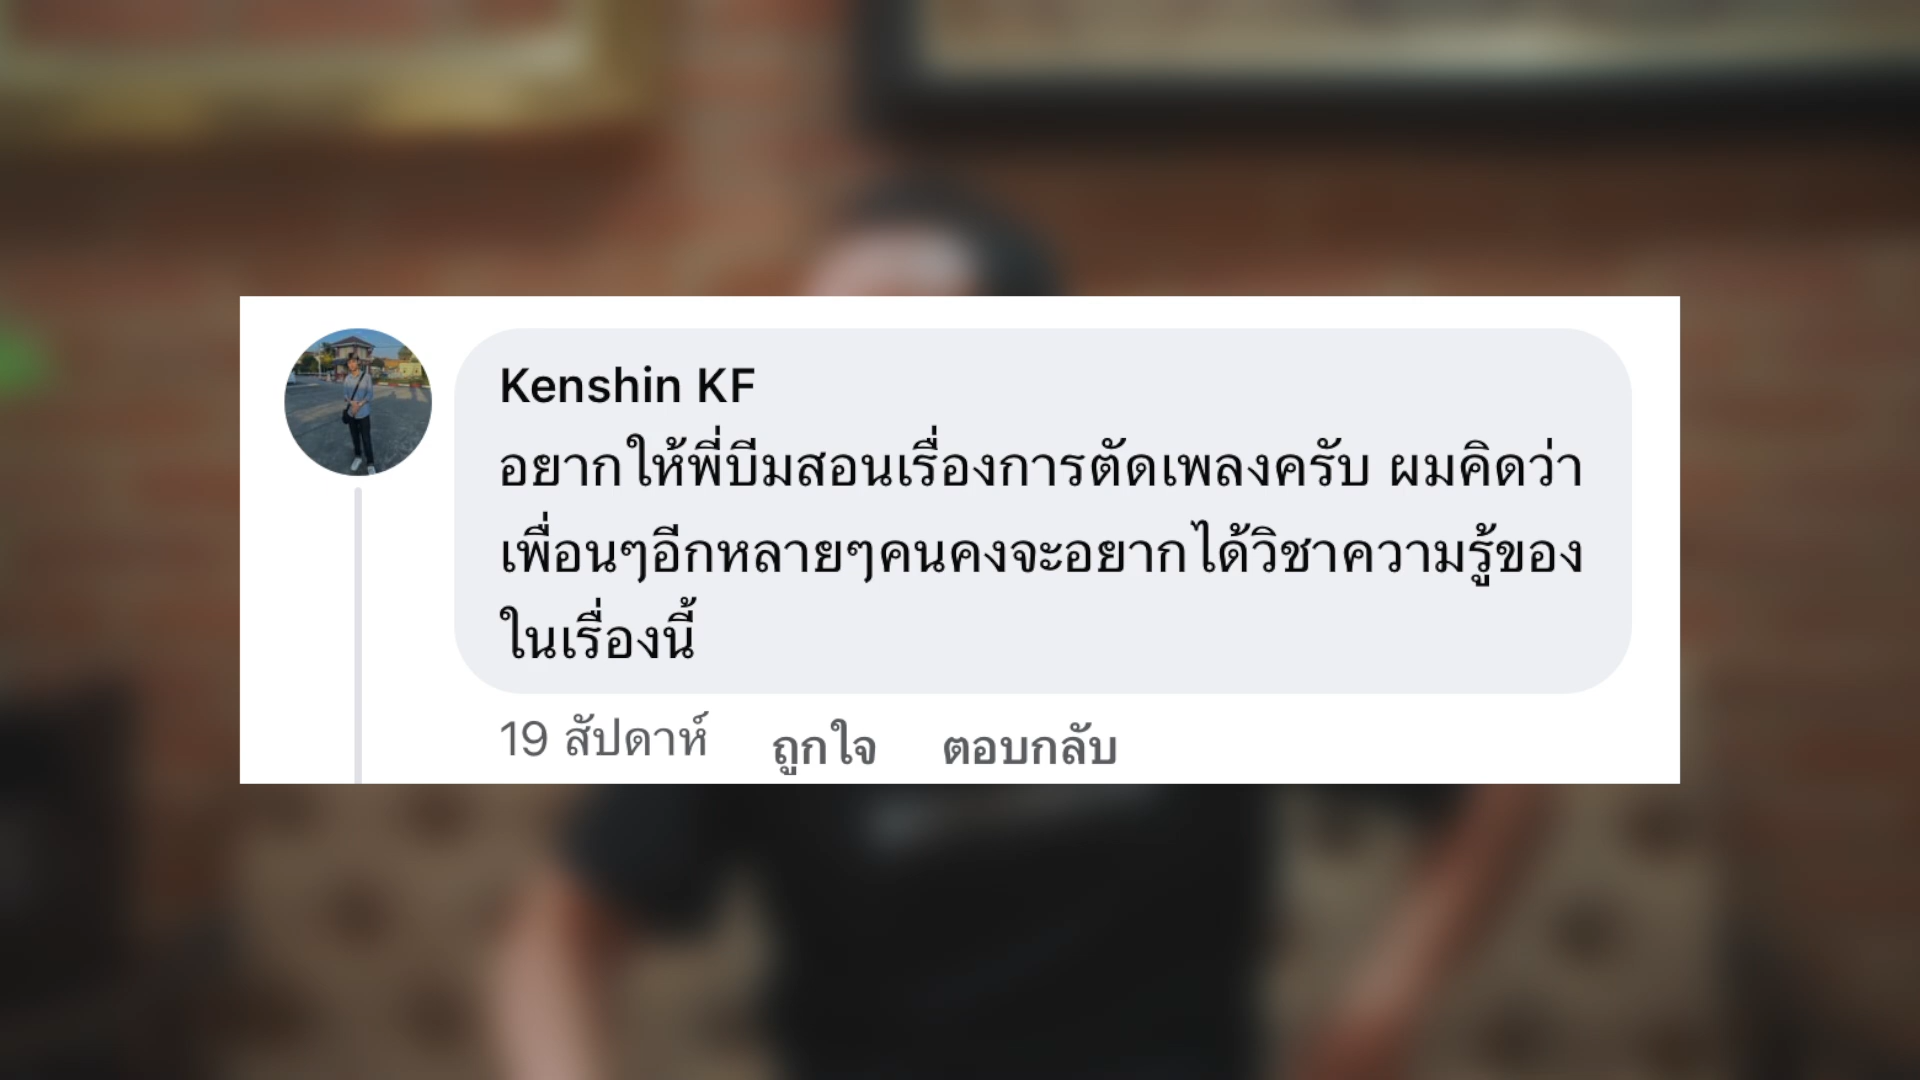 Kenshin KF
อยากให้พี่บีมสอนเรื่องการตัดเพลงครับ ผมคิดว่า
เพื่อนๆอีกหลายๆคนคงจะอยากได้วิชาความรู้ของ
ในเรื่องนี้
19 สัปดาห์ ถูกใจ ตอบกลับ